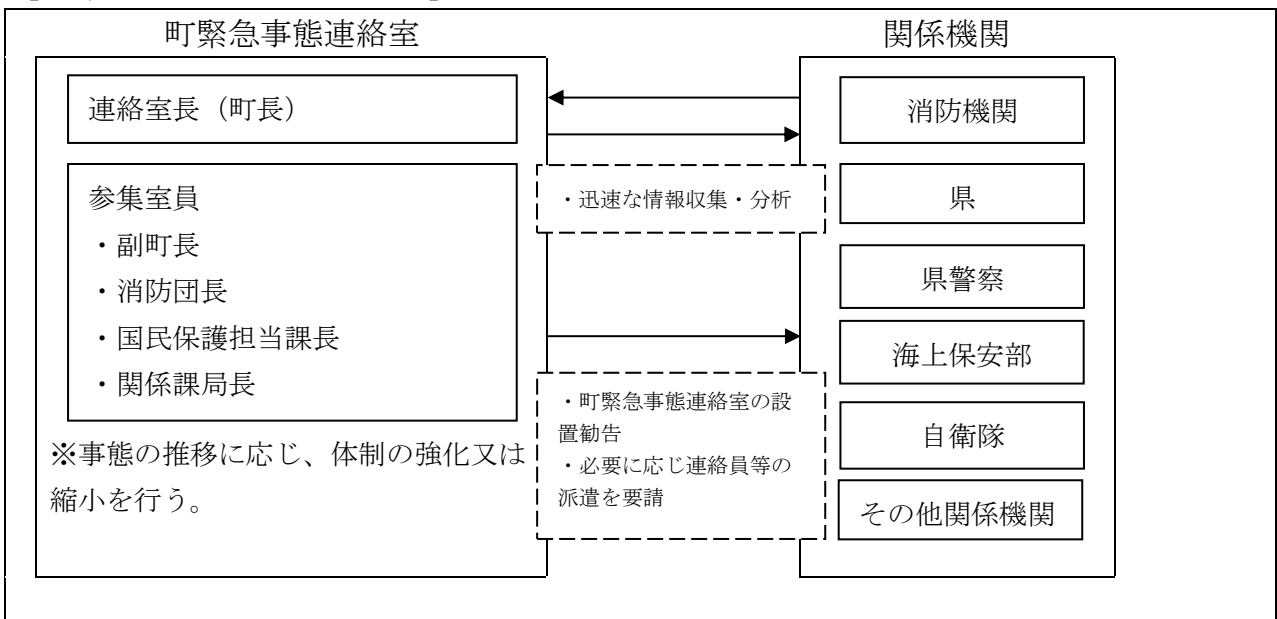 町緊急事態連絡室
関係機関
連絡室長（町長）
参集室員
・副町長
・消防団長
・国民保護担当課長
・関係課局長
※事態の推移に応じ、体制の強化又は
縮小を行う。
・迅速な情報収集・分析
・町緊急事態連絡室の設
置勧告
・必要に応じ連絡員等の
派遣を要請
消防機関
県
県警察
海上保安部
自衛隊
その他関係機関